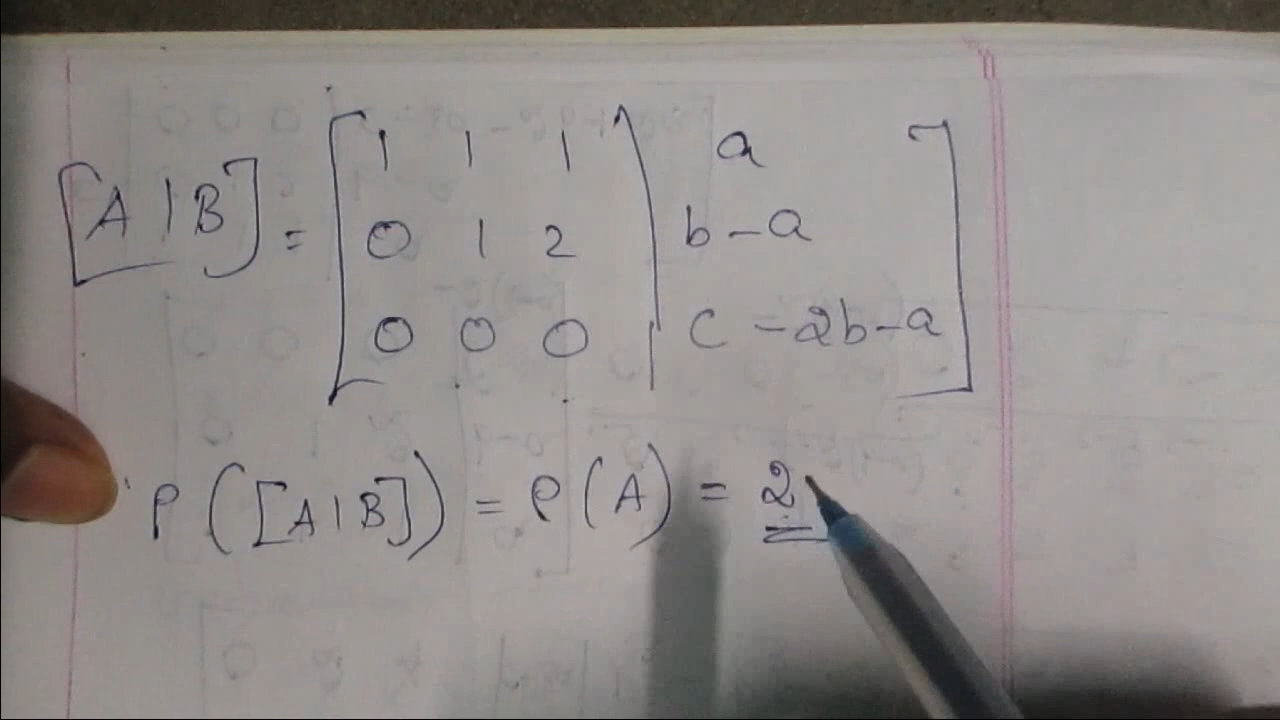 [A | B] = [ 1 1 1 | a
0 1 2 | b - a
0 0 0 | c - 2b - a ]
ρ ([A | B]) = ρ (A) = 2